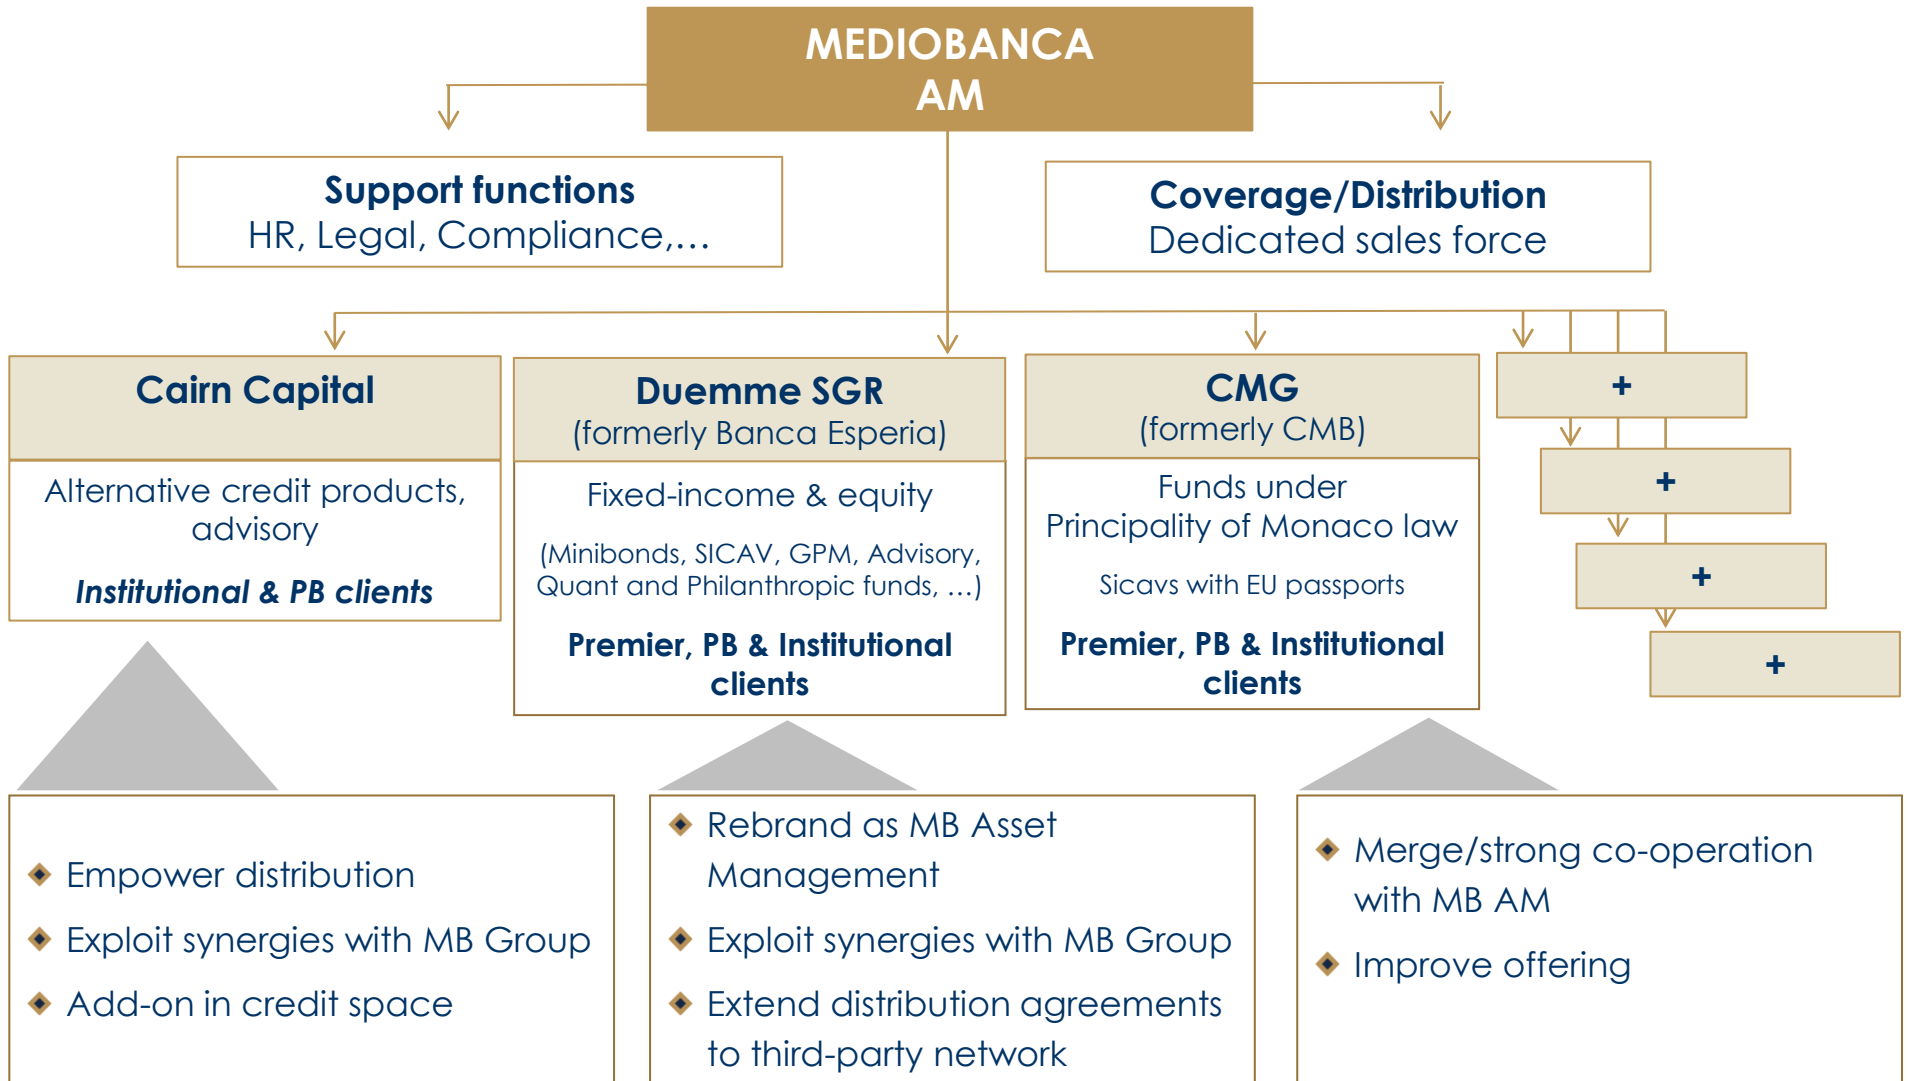 MEDIOBANCA
AM
Support functions
HR, Legal, Compliance,…
Coverage/Distribution
Dedicated sales force
Cairn Capital
Alternative credit products,
advisory
Institutional & PB clients
Duemme SGR
(formerly Banca Esperia)
Fixed-income & equity
(Minibonds, SICAV, GPM, Advisory,
Quant and Philanthropic funds, …)
Premier, PB & Institutional
clients
CMG
(formerly CMB)
Funds under
Principality of Monaco law
Sicavs with EU passports
Premier, PB & Institutional
clients
+
+
+
+
Empower distribution
Exploit synergies with MB Group
Add-on in credit space
Rebrand as MB Asset
Management
Exploit synergies with MB Group
Extend distribution agreements
to third-party network
Merge/strong co-operation
with MB AM
Improve offering